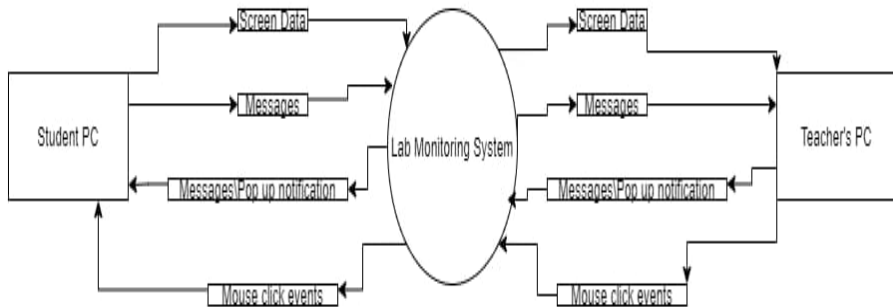 Screen Data
Screen Data
Messages
Messages
Student PC
Lab Monitoring System
Teacher's PC
Messages\Pop up notification
Messages\Pop up notification
Mouse click events
Mouse click events